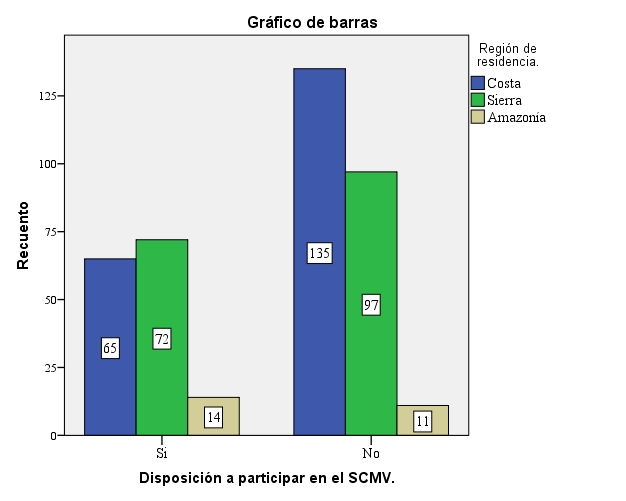 Gráfico de barras
Región de
residencia.
Costa
Sierra
Amazonía
Recuento
125
100
75
50
25
0
65
72
14
135
97
11
Si
No
Disposición a participar en el SCMV.